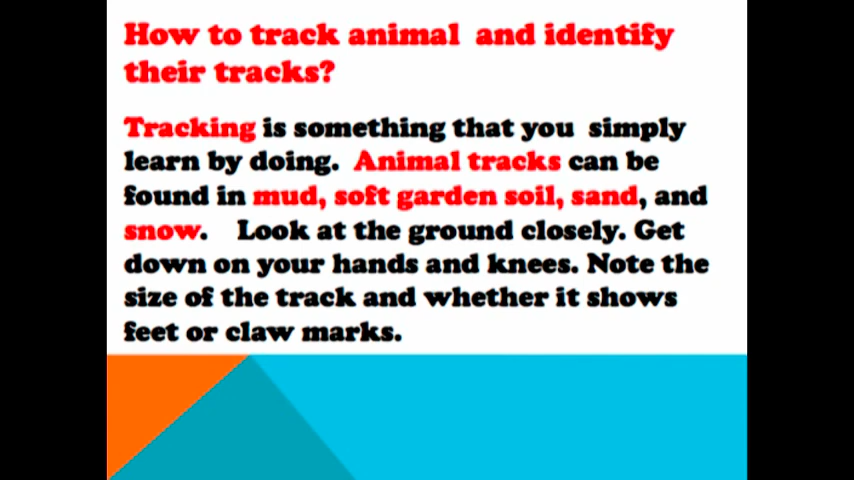 How to track animal and identify
their tracks?
Tracking is something that you simply
learn by doing. Animal tracks can be
found in mud, soft garden soil, sand, and
snow. Look at the ground closely. Get
down on your hands and knees. Note the
size of the track and whether it shows
feet or claw marks.